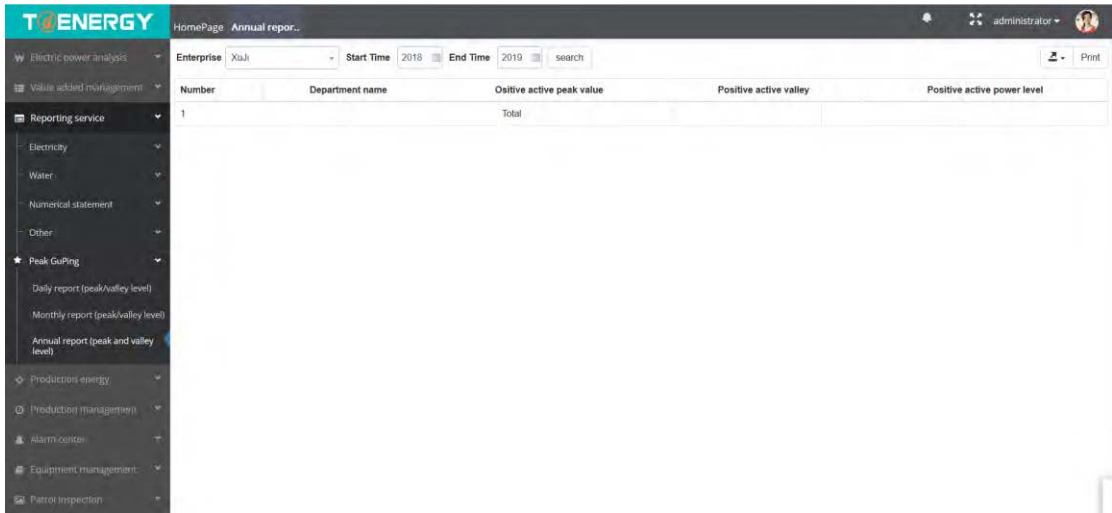 TOENERGY
HomePage Annual repor...
administrator
Electric power analysis
Value added management
Reporting service
Electricity
Water
Numerical statement
Other
Peak GuPing
Daily report (peak/valley level)
Monthly report (peak/valley level)
Annual report (peak and valley
level)
Production energy
Production management
Alarm center
Equipment management
Patrol inspection
Enterprise XuJi Start Time 2018 End Time 2019 search Print
Number Department name Ositive active peak value Positive active valley Positive active power level
1 Total